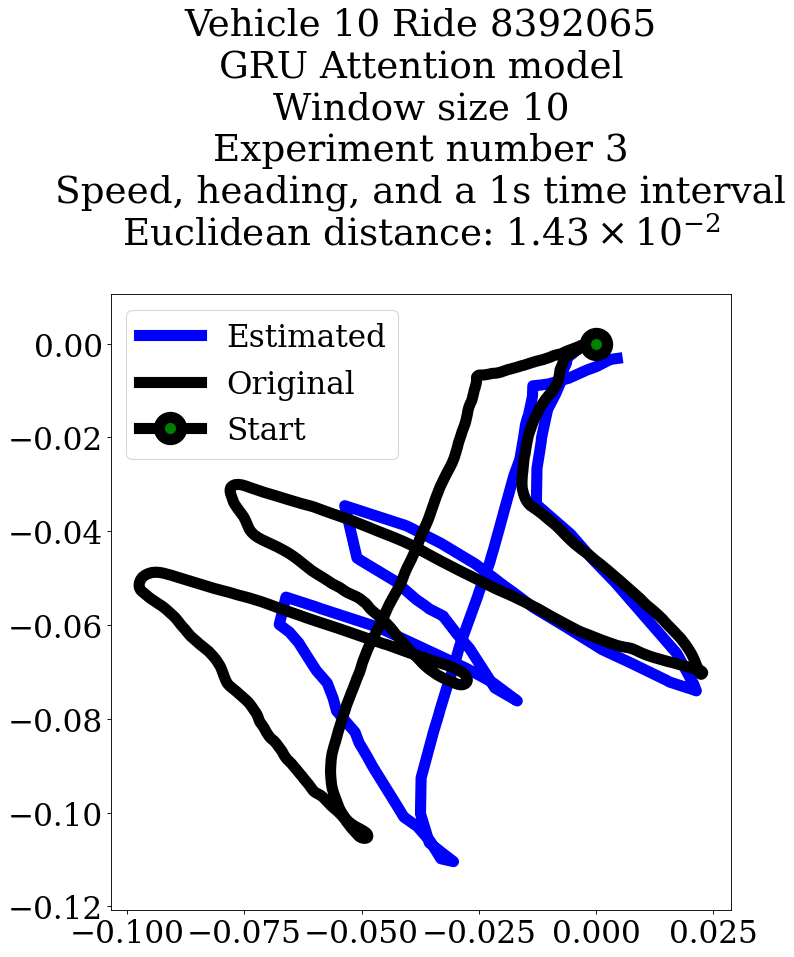 Vehicle 10 Ride 8392065
GRU Attention model
Window size 10
Experiment number 3
Speed, heading, and a 1s time interval
Euclidean distance: 1.43 × 10⁻²
Estimated
Original
Start
0.00
−0.02
−0.04
−0.06
−0.08
−0.10
−0.12
−0.100 −0.075 −0.050 −0.025 0.000 0.025